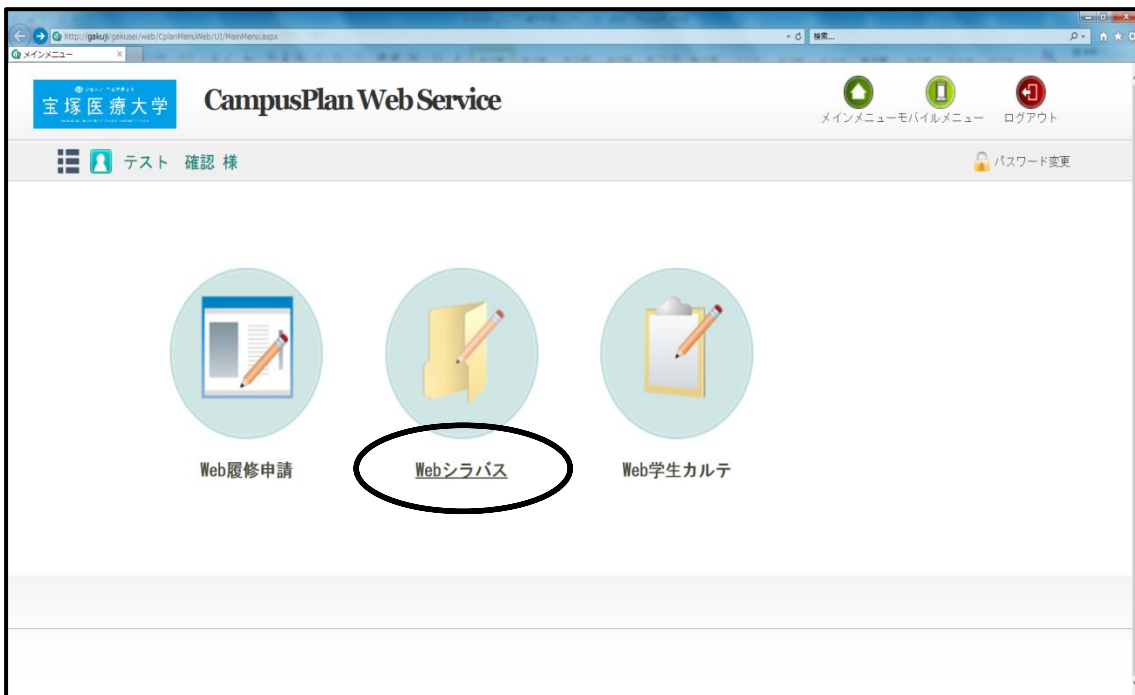 http://gakuji/gakusei/web/CplanMenuWeb/UI/MainMenu.aspx
検索...
メインメニュー
宝塚医療大学
CampusPlan Web Service
メインメニュー
モバイルメニュー
ログアウト
テスト 確認 様
パスワード変更
Web履修申請
Webシラバス
Web学生カルテ